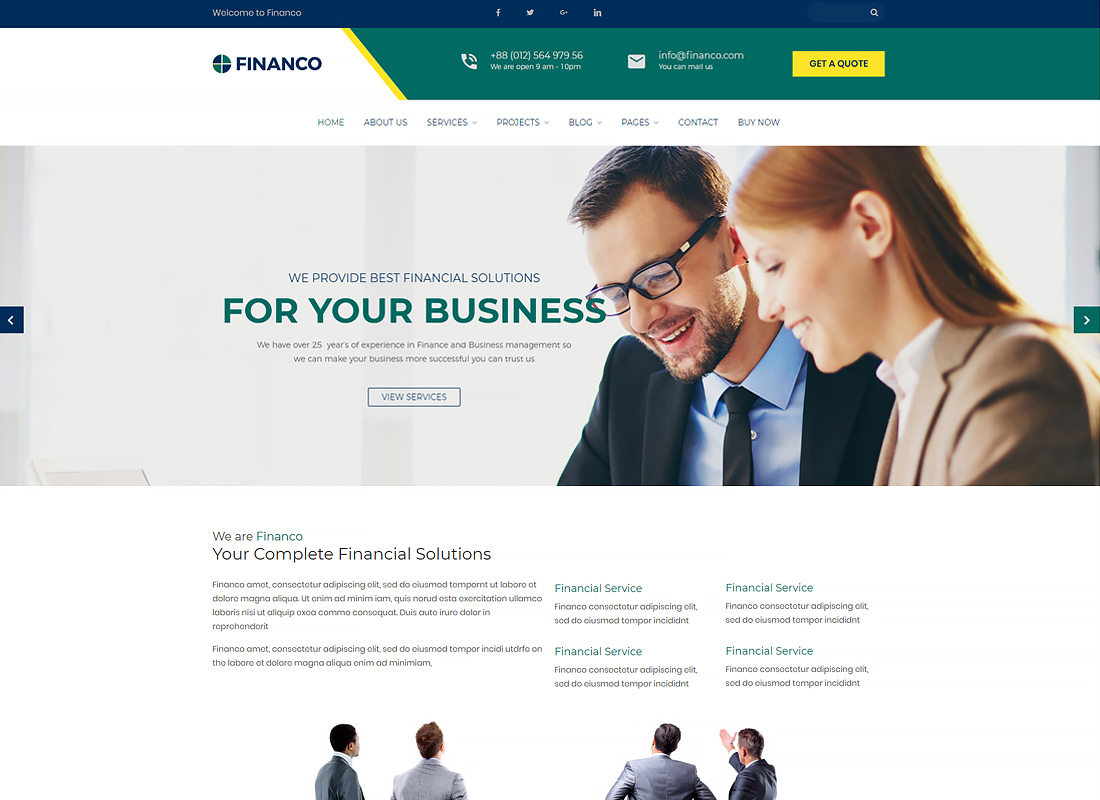 Welcome to Financo
FINANCO
+88 (012) 564 979 56
We are open 9 am - 10pm
info@financo.com
You can mail us
GET A QUOTE
HOME ABOUT US SERVICES PROJECTS BLOG PAGES CONTACT BUY NOW
WE PROVIDE BEST FINANCIAL SOLUTIONS
FOR YOUR BUSINESS
We have over 25 year's of experience in Finance and Business management so
we can make your business more successful you can trust us
VIEW SERVICES
We are Financo
Your Complete Financial Solutions
Financo amet, consectetur adipiscing elit, sed do eiusmod tempornt ut labore et
dolore magna aliqua. Ut enim ad minim iam, quis norud esta exercitation ullamco
laboris nisi ut aliquip exea commo consequat. Duis aute irure dolor in
reprehenderit
Financo amet, consectetur adipiscing elit, sed do eiusmod tempor incidi utdrfe on
the labore et dolore magna aliqua enim ad minimiam,
Financial Service
Financo consectetur adipiscing elit,
sed do eiusmod tempor incididnt
Financial Service
Financo consectetur adipiscing elit,
sed do eiusmod tempor incididnt
Financial Service
Financo consectetur adipiscing elit,
sed do eiusmod tempor incididnt
Financial Service
Financo consectetur adipiscing elit,
sed do eiusmod tempor incididnt